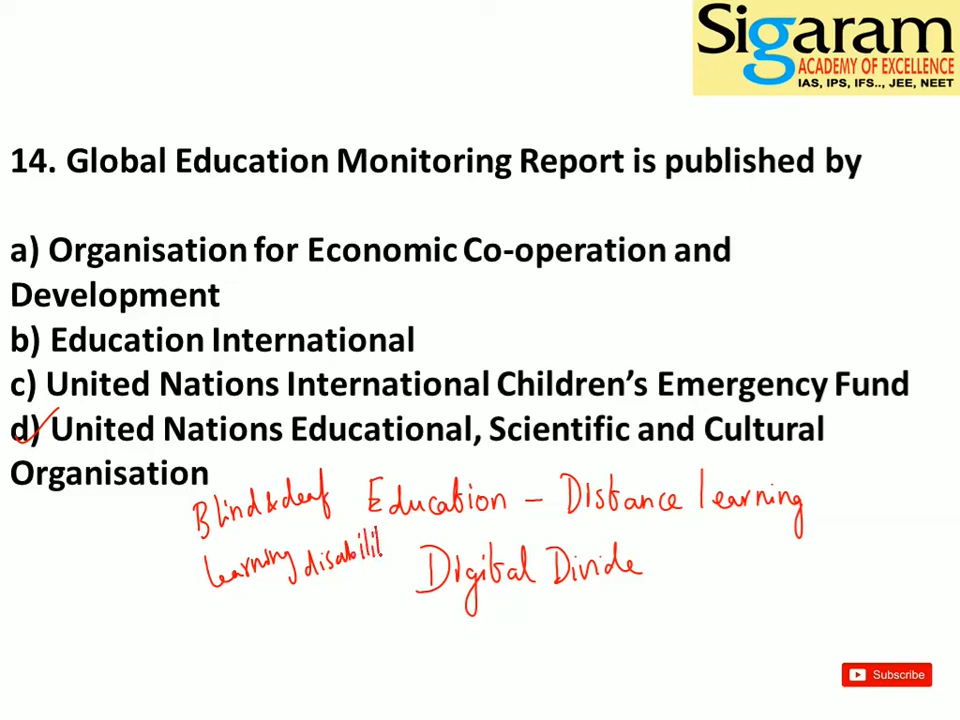 Sigaram
ACADEMY OF EXCELLENCE
IAS, IPS, IFS.., JEE, NEET
14. Global Education Monitoring Report is published by
a) Organisation for Economic Co-operation and
Development
b) Education International
c) United Nations International Children’s Emergency Fund
d) United Nations Educational, Scientific and Cultural
Organisation
Blind & deaf Education - Distance learning
learning disabilit Digital Divide
Subscribe